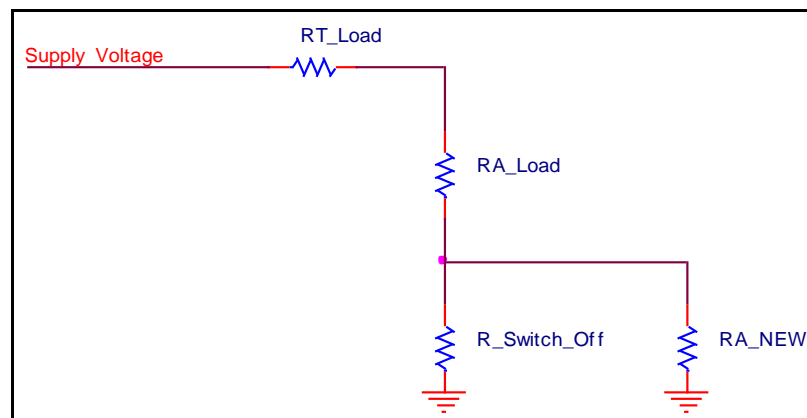 RT_Load
Supply Voltage
RA_Load
R_Switch_Off
RA_NEW